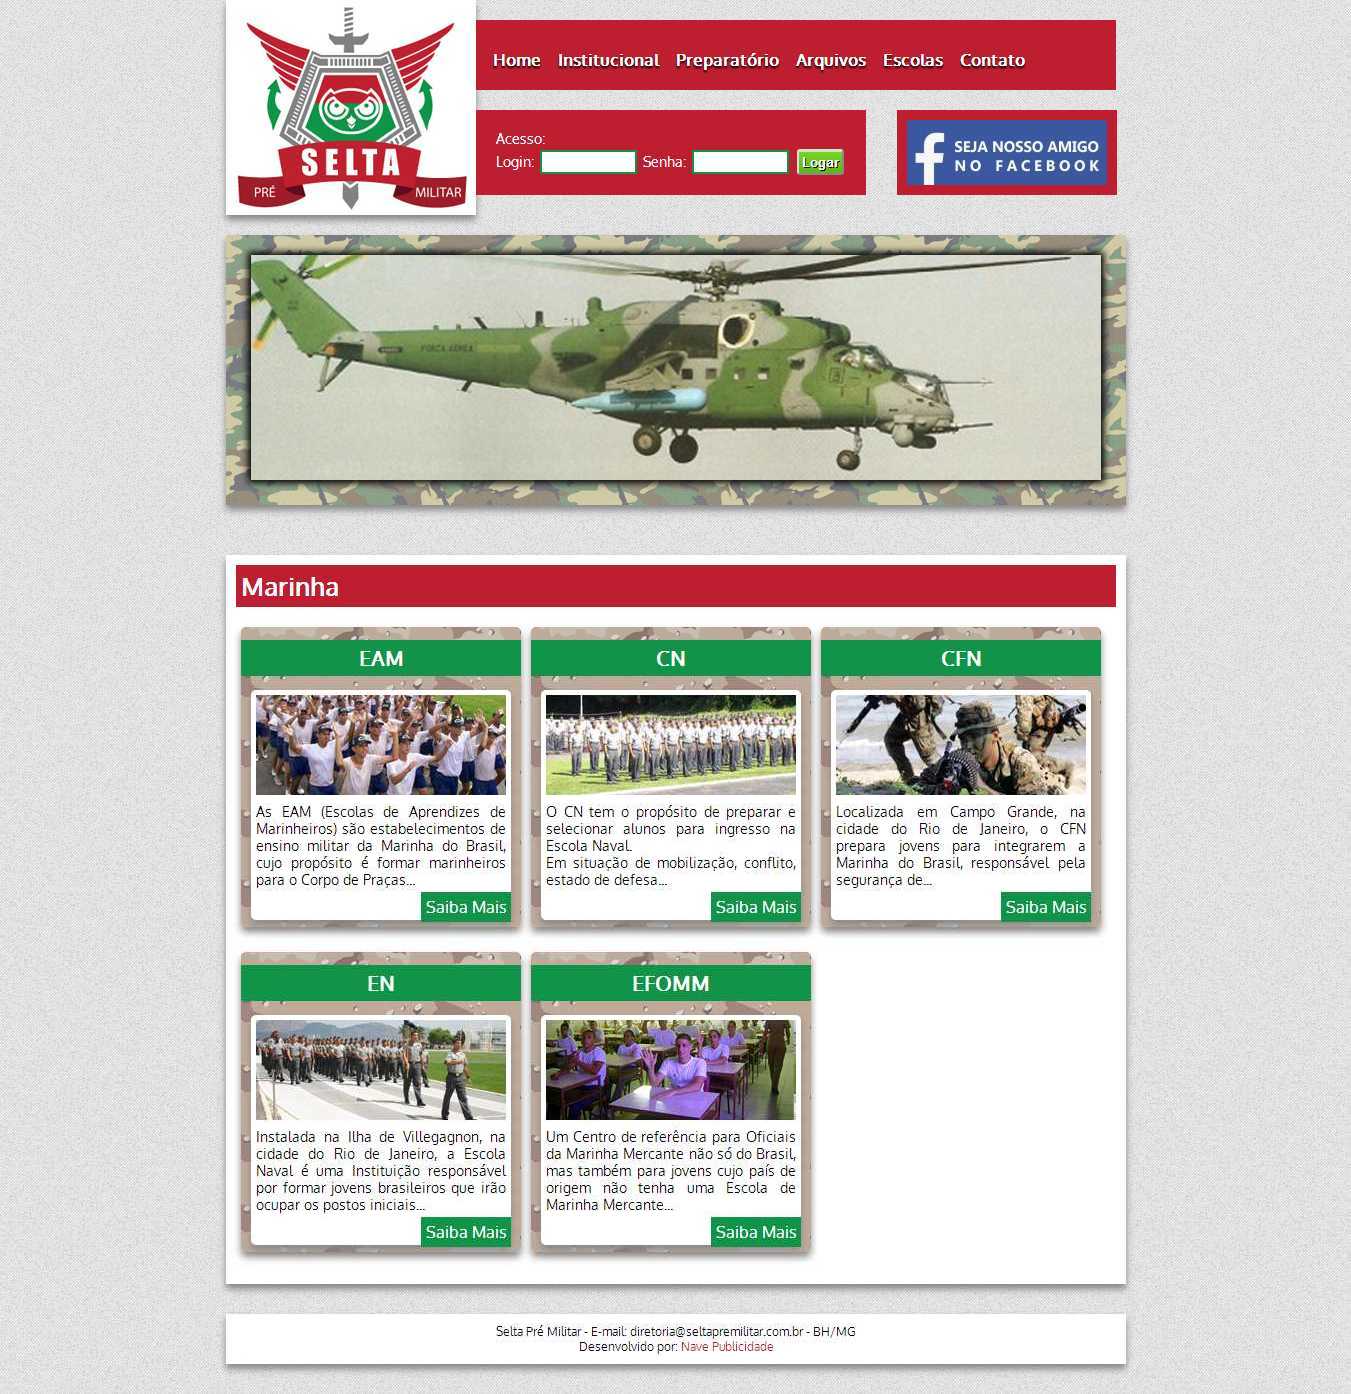 SELTA
PRÉ MILITAR
Home Institucional Preparatório Arquivos Escolas Contato
Acesso:
Login: Senha: Logar
SEJA NOSSO AMIGO
NO FACEBOOK
FORCA AEREA
Marinha
EAM
As EAM (Escolas de Aprendizes de
Marinheiros) são estabelecimentos de
ensino militar da Marinha do Brasil,
cujo propósito é formar marinheiros
para o Corpo de Praças...
Saiba Mais
CN
O CN tem o propósito de preparar e
selecionar alunos para ingresso na
Escola Naval.
Em situação de mobilização, conflito,
estado de defesa...
Saiba Mais
CFN
Localizada em Campo Grande, na
cidade do Rio de Janeiro, o CFN
prepara jovens para integrarem a
Marinha do Brasil, responsável pela
segurança de...
Saiba Mais
EN
Instalada na Ilha de Villegagnon, na
cidade do Rio de Janeiro, a Escola
Naval é uma Instituição responsável
por formar jovens brasileiros que irão
ocupar os postos iniciais...
Saiba Mais
EFOMM
Um Centro de referência para Oficiais
da Marinha Mercante não só do Brasil,
mas também para jovens cujo país de
origem não tenha uma Escola de
Marinha Mercante...
Saiba Mais
Selta Pré Militar - E-mail: diretoria@seltapremilitar.com.br - BH/MG
Desenvolvido por: Nave Publicidade